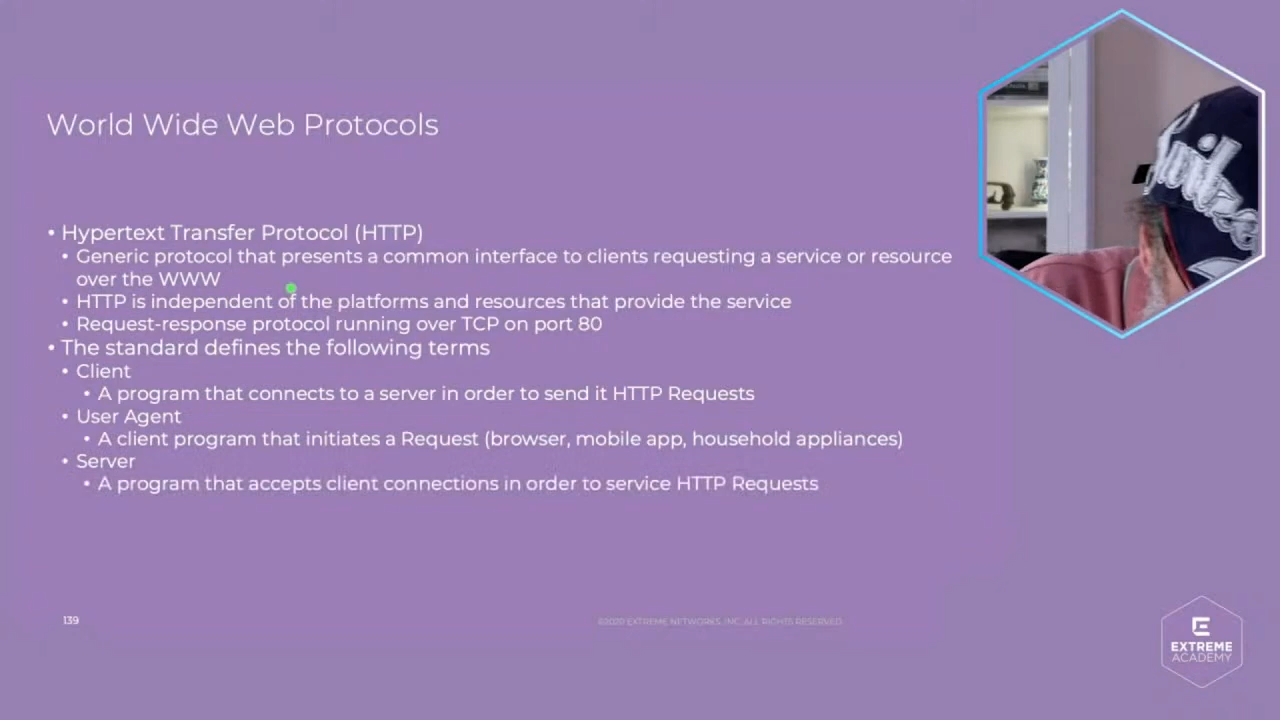 World Wide Web Protocols
• Hypertext Transfer Protocol (HTTP)
• Generic protocol that presents a common interface to clients requesting a service or resource
over the WWW
• HTTP is independent of the platforms and resources that provide the service
• Request-response protocol running over TCP on port 80
• The standard defines the following terms
• Client
• A program that connects to a server in order to send it HTTP Requests
• User Agent
• A client program that initiates a Request (browser, mobile app, household appliances)
• Server
• A program that accepts client connections in order to service HTTP Requests
139
©2020 EXTREME NETWORKS, INC. ALL RIGHTS RESERVED.
EXTREME
ACADEMY